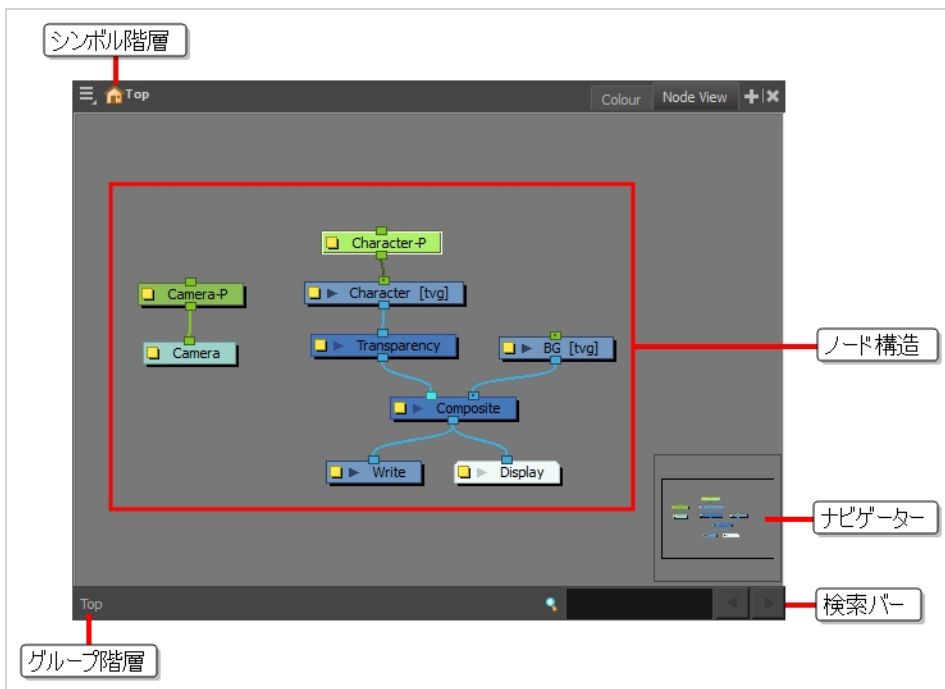 シンボル階層
Top
Colour
Node View
Character-P
Camera-P
Character [tvg]
Camera
Transparency
BG [tvg]
ノード構造
Composite
Write
Display
ナビゲーター
Top
検索バー
グループ階層